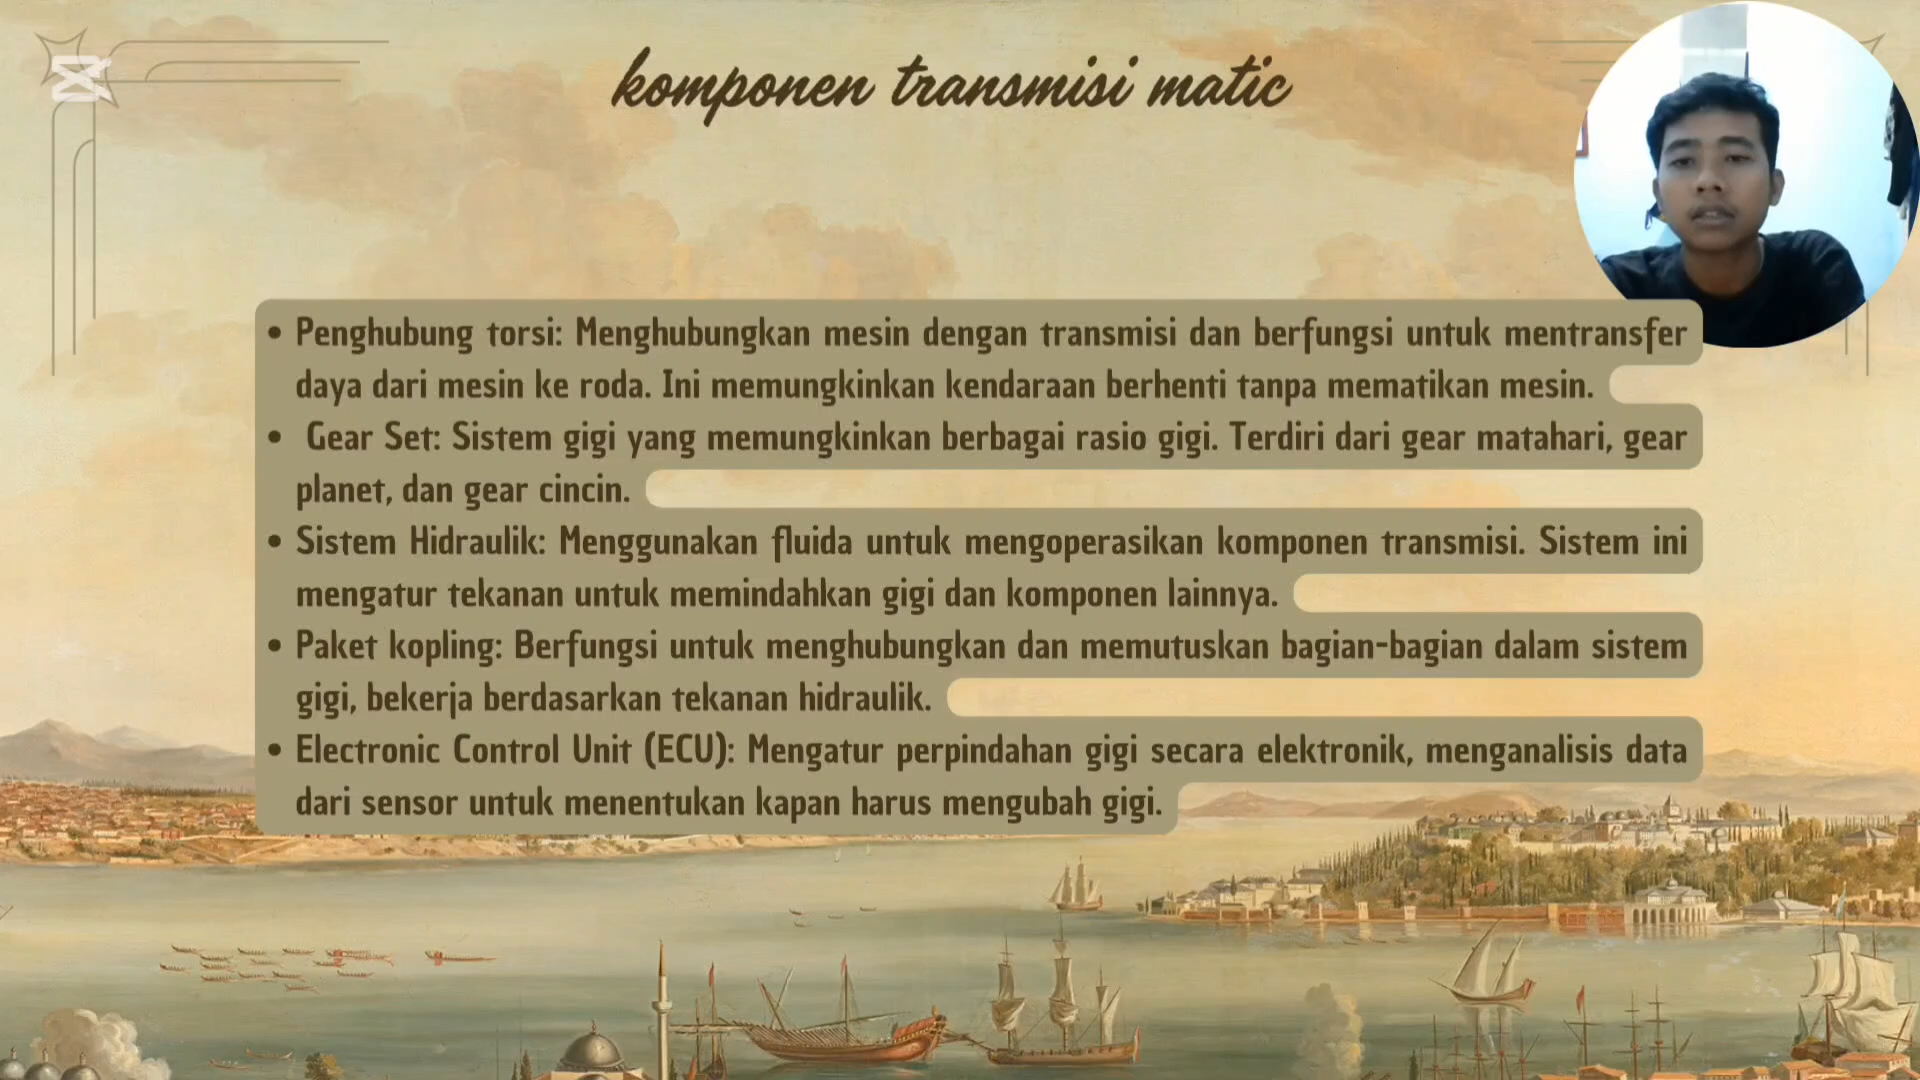 komponen transmisi matic
• Penghubung torsi: Menghubungkan mesin dengan transmisi dan berfungsi untuk mentransfer
daya dari mesin ke roda. Ini memungkinkan kendaraan berhenti tanpa mematikan mesin.
• Gear Set: Sistem gigi yang memungkinkan berbagai rasio gigi. Terdiri dari gear matahari, gear
planet, dan gear cincin.
• Sistem Hidraulik: Menggunakan fluida untuk mengoperasikan komponen transmisi. Sistem ini
mengatur tekanan untuk memindahkan gigi dan komponen lainnya.
• Paket kopling: Berfungsi untuk menghubungkan dan memutuskan bagian-bagian dalam sistem
gigi, bekerja berdasarkan tekanan hidraulik.
• Electronic Control Unit (ECU): Mengatur perpindahan gigi secara elektronik, menganalisis data
dari sensor untuk menentukan kapan harus mengubah gigi.